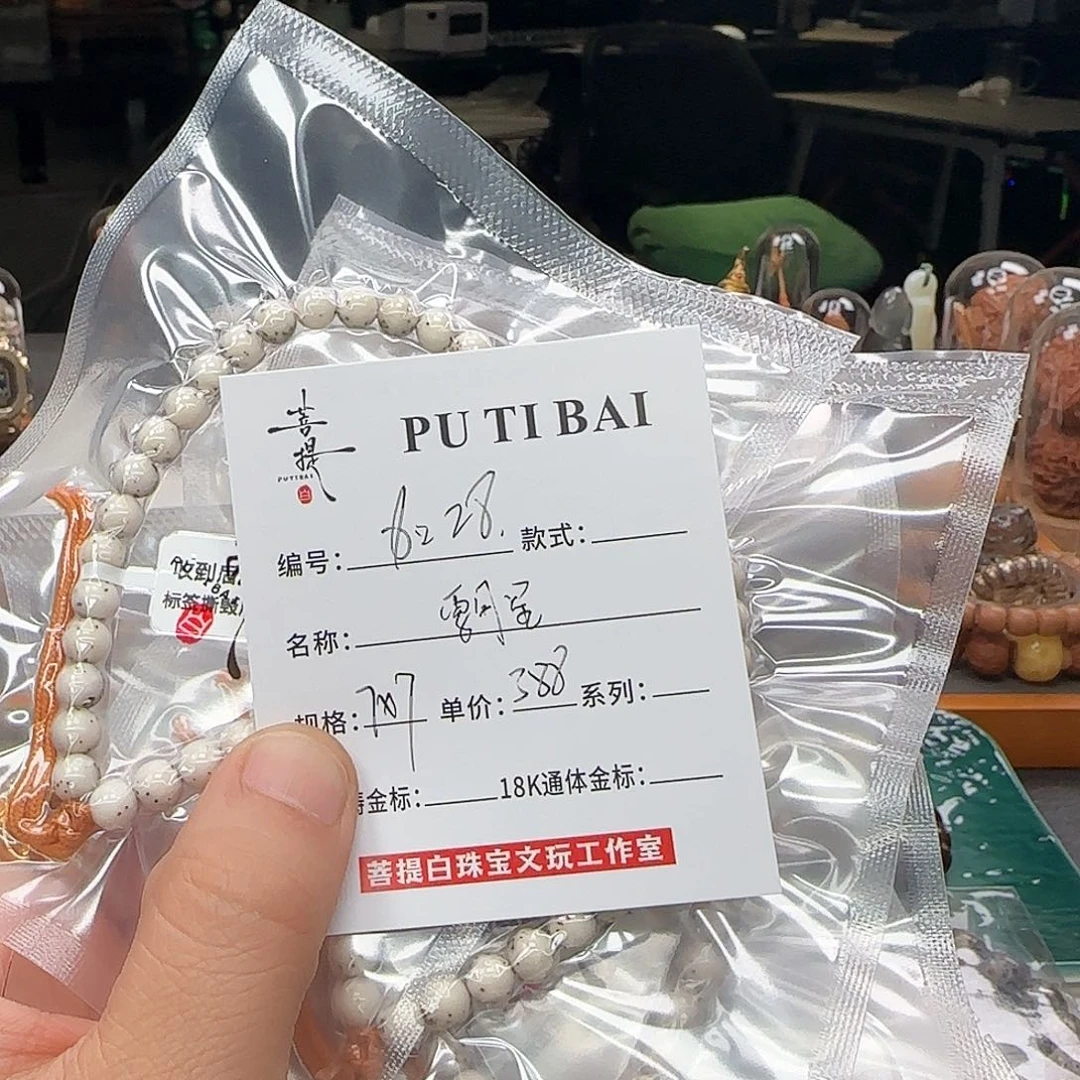 菩提 PU TI BAI
PUTIBAI
白
编号：6228. 款式：
名称：雪月星
规格：7×7 单价：388 系列：
金标： 18K通体金标：
菩提白珠宝文玩工作室
收到后
标签撕毁